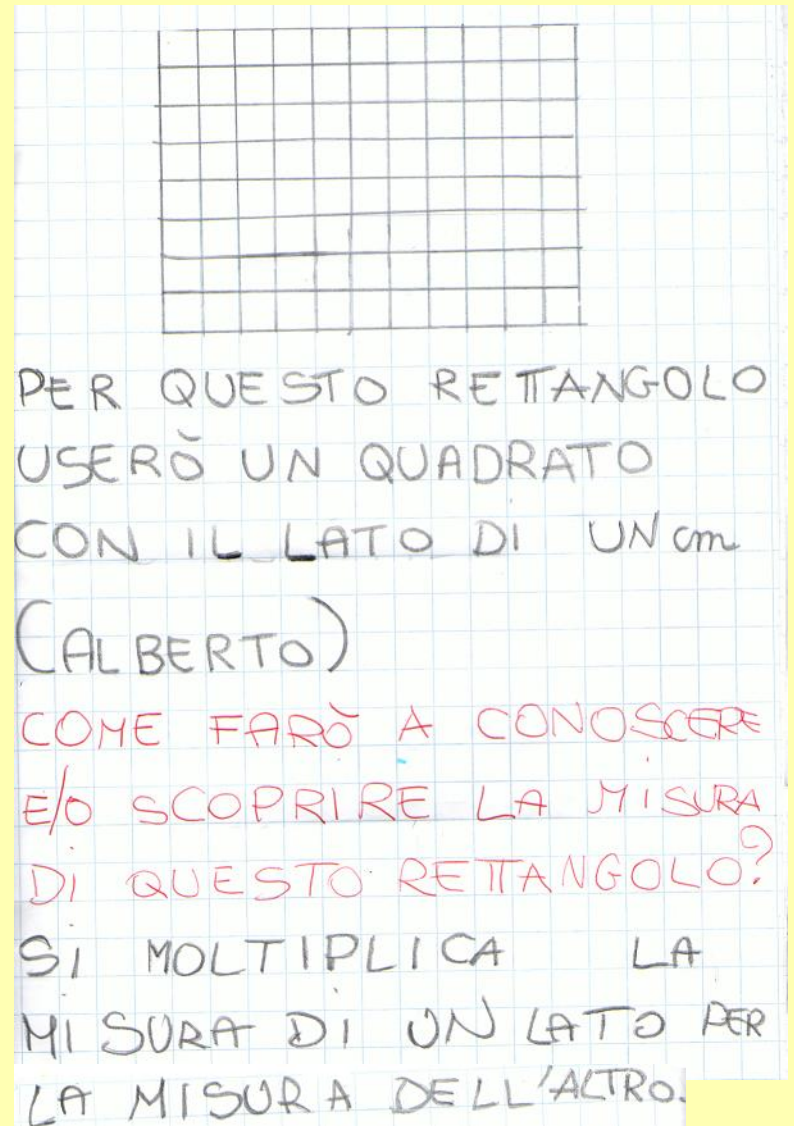 PER QUESTO RETTANGOLO
USERÒ UN QUADRATO
CON IL LATO DI UN cm
(ALBERTO)
COME FARÒ A CONOSCERE
E/O SCOPRIRE LA MISURA
DI QUESTO RETTANGOLO?
SI MOLTIPLICA LA
MISURA DI UN LATO PER
LA MISURA DELL'ALTRO.